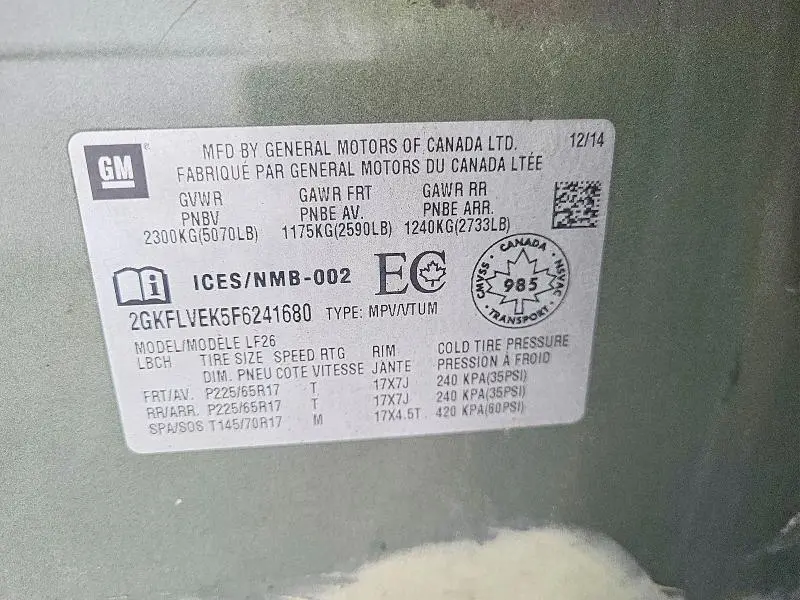 GM
MFD BY GENERAL MOTORS OF CANADA LTD. 12/14
FABRIQUÉ PAR GENERAL MOTORS DU CANADA LTÉE
GVWR GAWR FRT GAWR RR
PNBV PNBE AV. PNBE ARR.
2300KG(5070LB) 1175KG(2590LB) 1240KG(2733LB)
i ICES/NMB-002 EC
CANADA
CMVSS 985 NSVAC
TRANSPORT
2GKFLVEK5F6241680 TYPE: MPV/VTUM
MODEL/MODÈLE LF26
LBCH TIRE SIZE SPEED RTG RIM COLD TIRE PRESSURE
DIM. PNEU COTE VITESSE JANTE PRESSION À FROID
FRT/AV. P225/65R17 T 17X7J 240 KPA(35PSI)
RR/ARR. P225/65R17 T 17X7J 240 KPA(35PSI)
SPA/SOS T145/70R17 M 17X4.5T 420 KPA(60PSI)